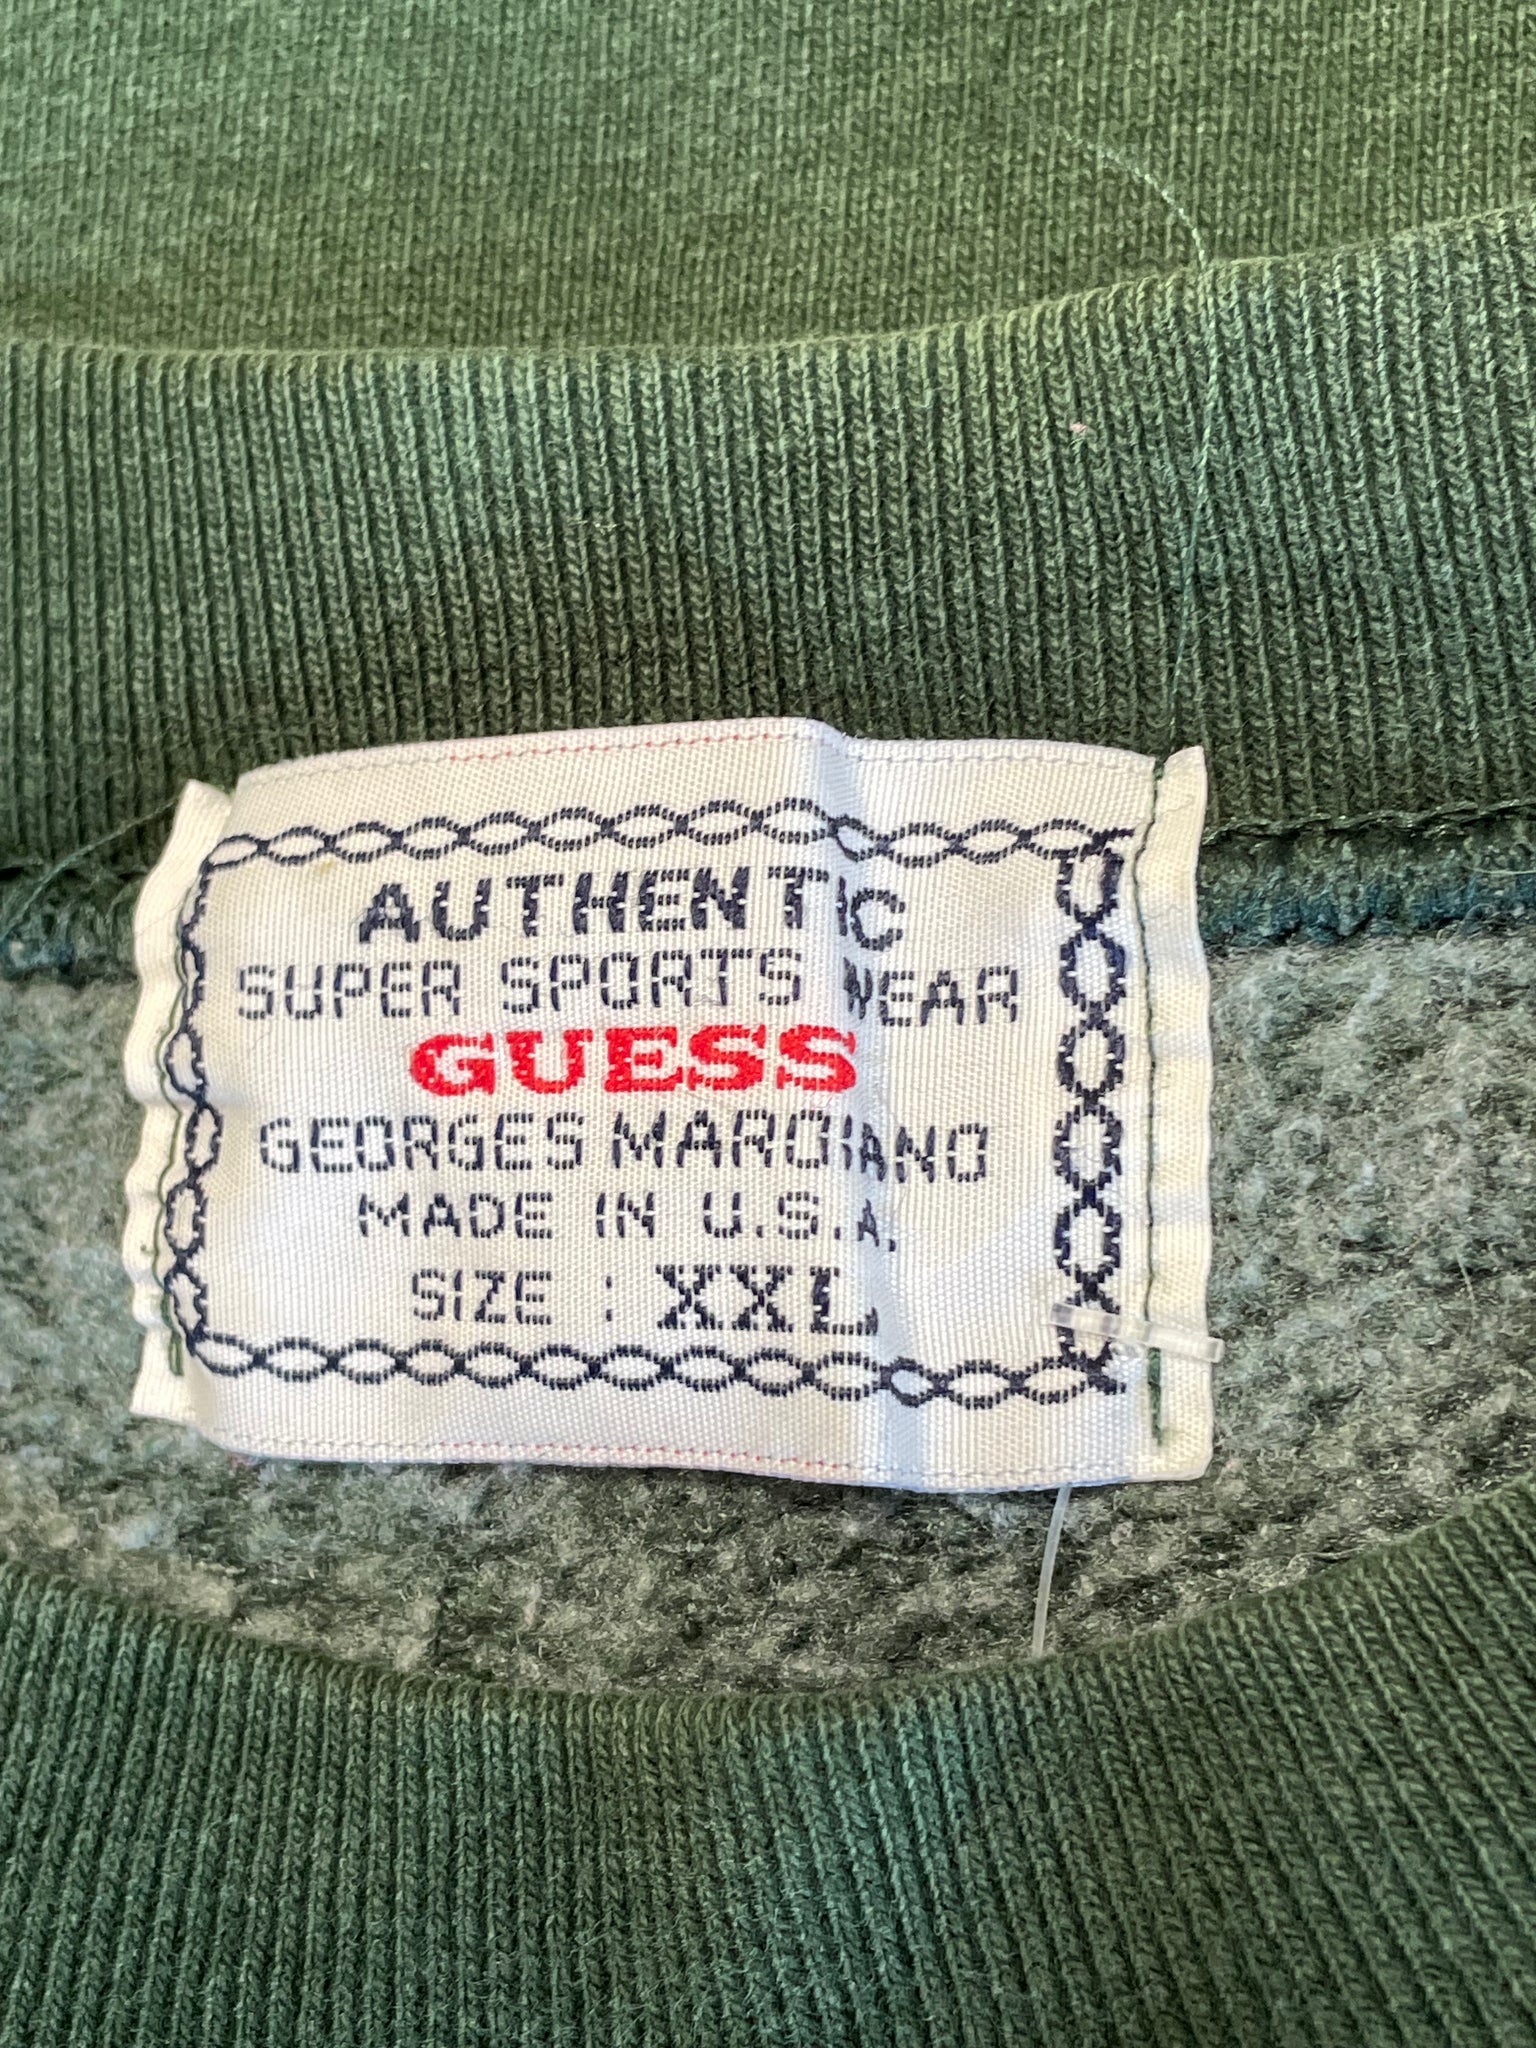 AUTHENTIC
SUPER SPORTS WEAR
GUESS
GEORGES MARCIANO
MADE IN U.S.A.
SIZE : XXL